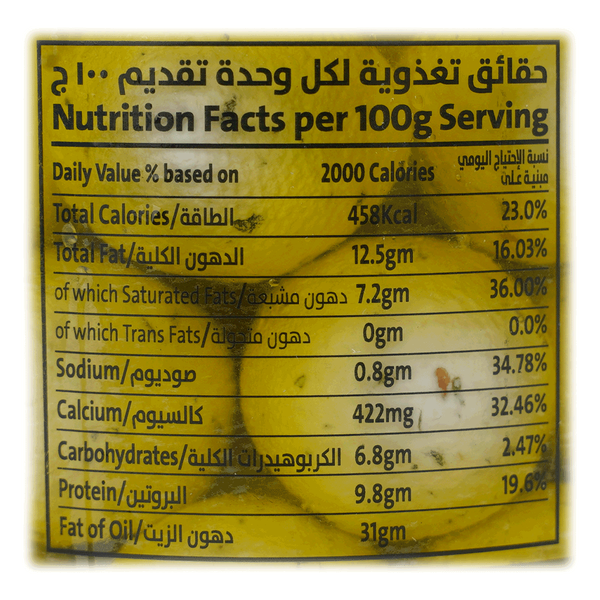 حقائق تغذوية لكل وحدة تقديم ١٠٠ ج
Nutrition Facts per 100g Serving
Daily Value % based on 2000 Calories نسبة الإحتياج اليومي مبنية على
Total Calories/الطاقة 458Kcal 23.0%
Total Fat/الدهون الكلية 12.5gm 16.03%
of which Saturated Fats/دهون مشبعة 7.2gm 36.00%
of which Trans Fats/دهون متحولة 0gm 0.0%
Sodium/صوديوم 0.8gm 34.78%
Calcium/كالسيوم 422mg 32.46%
Carbohydrates/الكربوهيدرات الكلية 6.8gm 2.47%
Protein/البروتين 9.8gm 19.6%
Fat of Oil/دهون الزيت 31gm